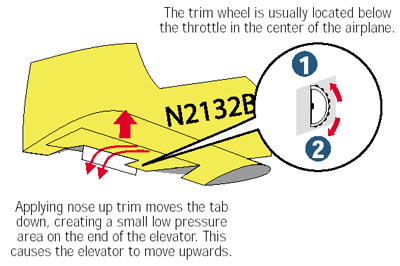 The trim wheel is usually located below
the throttle in the center of the airplane.
1
N2132B
2
Applying nose up trim moves the tab
down, creating a small low pressure
area on the end of the elevator. This
causes the elevator to move upwards.